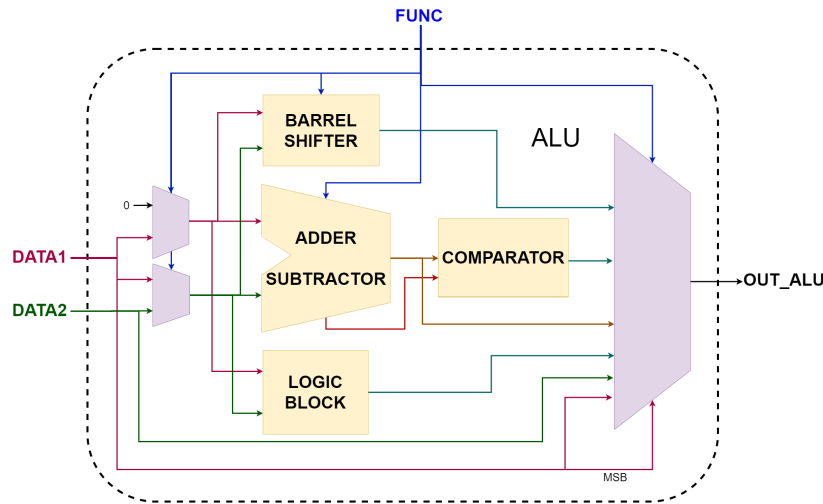 FUNC
BARREL
SHIFTER
ALU
0
ADDER
DATA1
COMPARATOR
SUBTRACTOR
OUT_ALU
DATA2
LOGIC
BLOCK
MSB